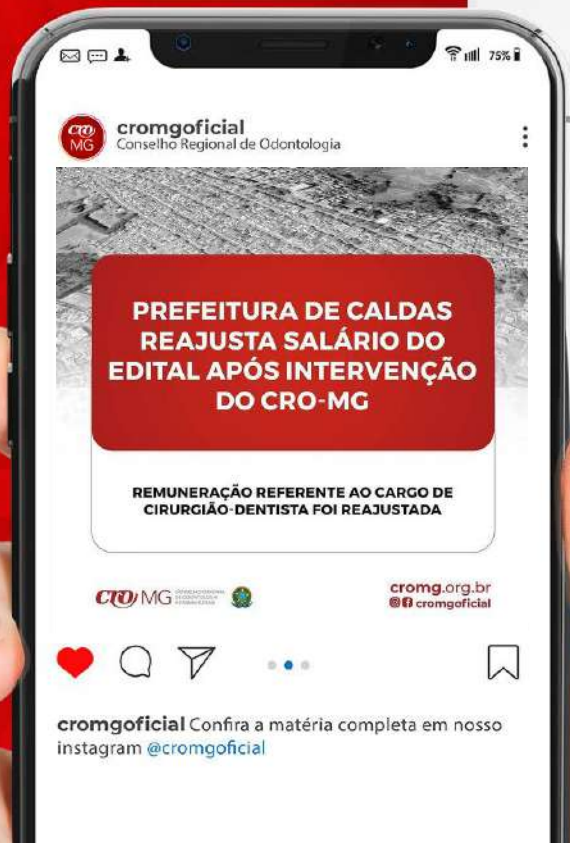 75%
CRO
MG
cromgoficial
Conselho Regional de Odontologia
PREFEITURA DE CALDAS
REAJUSTA SALÁRIO DO
EDITAL APÓS INTERVENÇÃO
DO CRO-MG
REMUNERAÇÃO REFERENTE AO CARGO DE
CIRURGIÃO-DENTISTA FOI REAJUSTADA
CRO MG
cromg.org.br
cromgoficial
cromgoficial Confira a matéria completa em nosso
instagram @cromgoficial